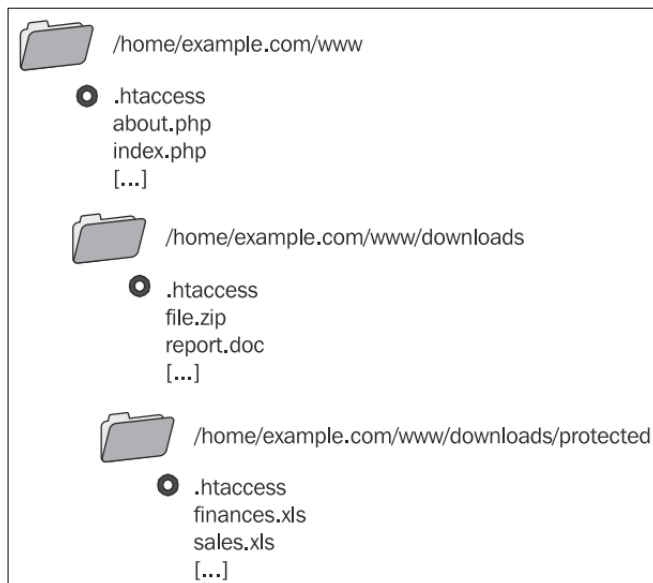 /home/example.com/www
.htaccess
about.php
index.php
[...]
/home/example.com/www/downloads
.htaccess
file.zip
report.doc
[...]
/home/example.com/www/downloads/protected
.htaccess
finances.xls
sales.xls
[...]